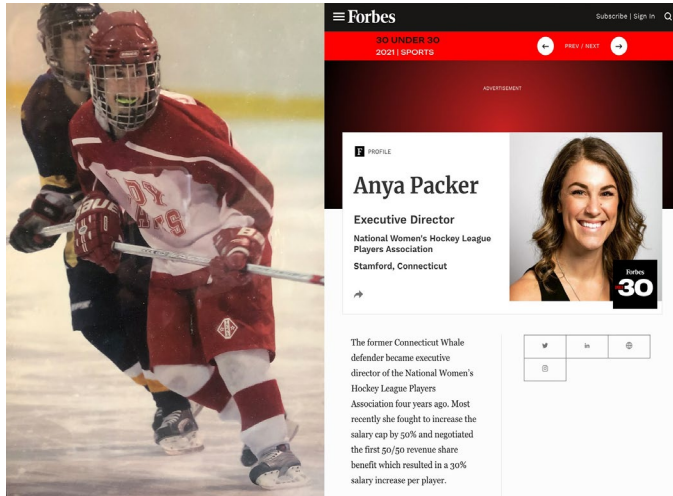 Forbes
Subscribe | Sign In
30 UNDER 30
2021 | SPORTS
PREV / NEXT
ADVERTISEMENT
F PROFILE
Anya Packer
Executive Director
National Women's Hockey League
Players Association
Stamford, Connecticut
Forbes
30
The former Connecticut Whale
defender became executive
director of the National Women's
Hockey League Players
Association four years ago. Most
recently she fought to increase the
salary cap by 50% and negotiated
the first 50/50 revenue share
benefit which resulted in a 30%
salary increase per player.
in